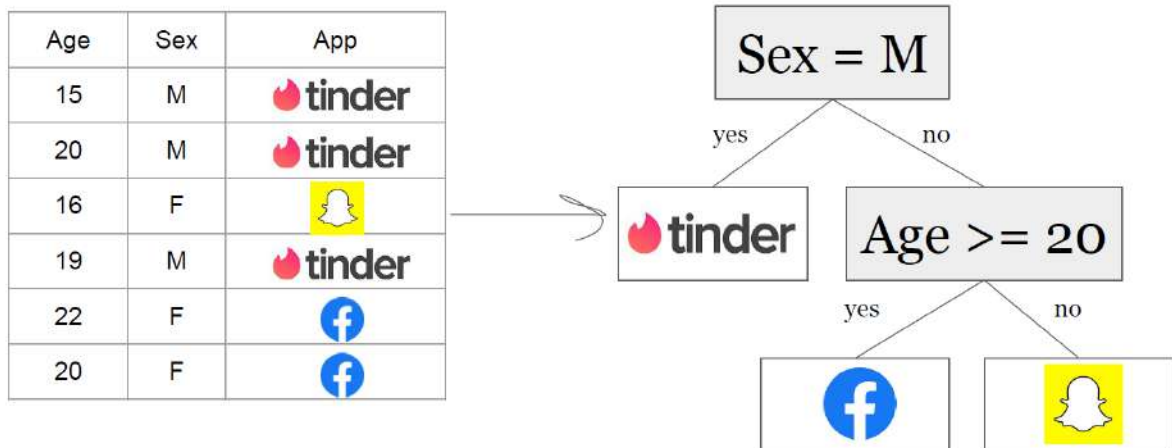 Age Sex App
15 M tinder
20 M tinder
16 F
19 M tinder
22 F
20 F
Sex = M
yes no
tinder
Age >= 20
yes no